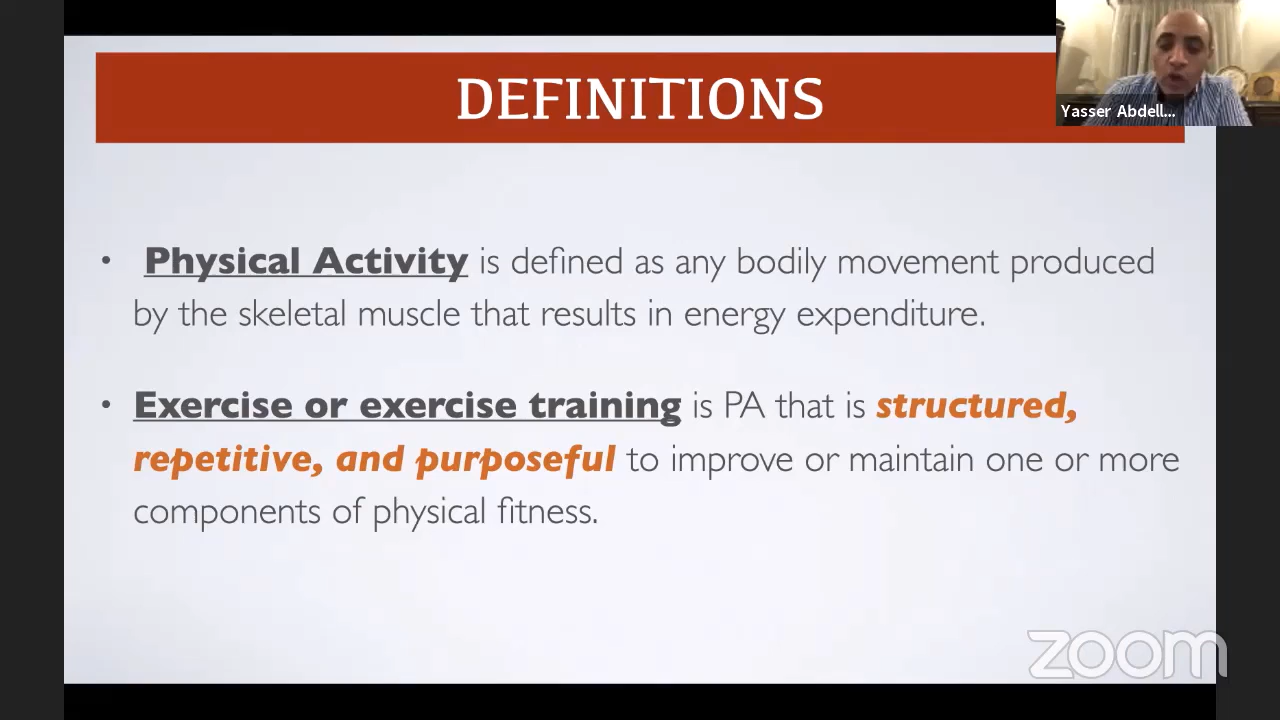 DEFINITIONS
Yasser Abdell...
• Physical Activity is defined as any bodily movement produced
by the skeletal muscle that results in energy expenditure.
• Exercise or exercise training is PA that is structured,
repetitive, and purposeful to improve or maintain one or more
components of physical fitness.
zoom